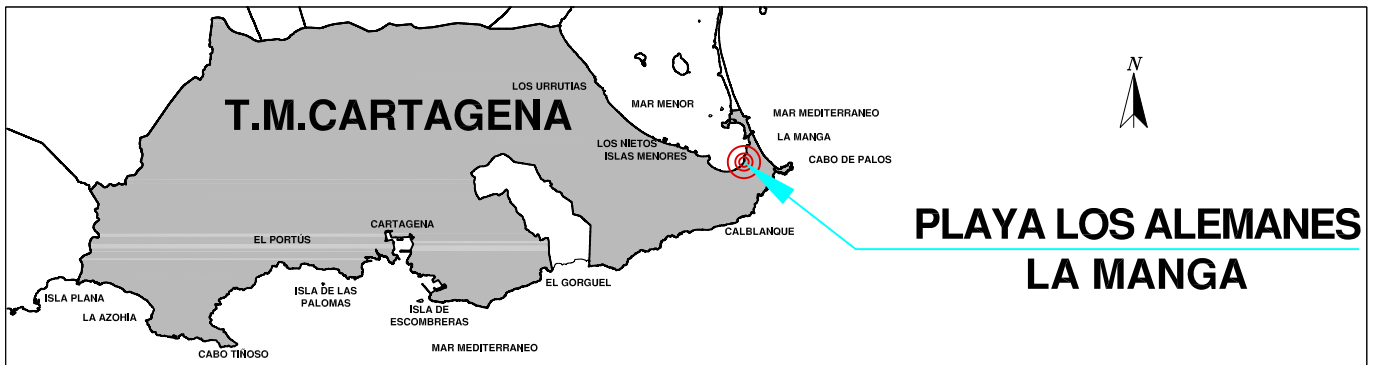 LOS URRUTIAS
MAR MENOR
T.M.CARTAGENA
MAR MEDITERRANEO
LA MANGA
LOS NIETOS
ISLAS MENORES
CABO DE PALOS
N
PLAYA LOS ALEMANES
LA MANGA
CARTAGENA
EL PORTÚS
CALBLANQUE
EL GORGUEL
ISLA PLANA
LA AZOHÍA
ISLA DE LAS
PALOMAS
ISLA DE
ESCOMBRERAS
CABO TIÑOSO
MAR MEDITERRANEO